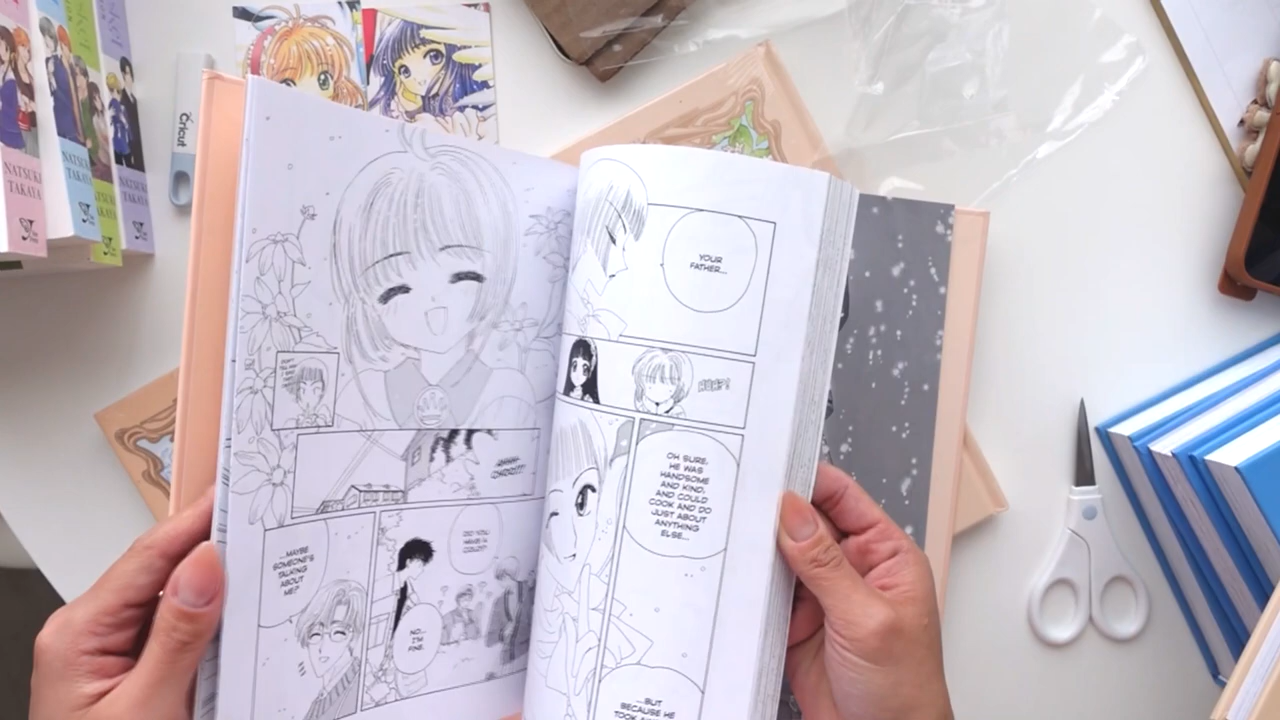 NATSUKI
TAKAYA
NATSUKI
TAKAYA
NATSUKI
TAKAYA
Cricut
...MAYBE
SOMEONE'S
TALKING
ABOUT
ME?
DID YOU
HAVE A
COLD?
NO...
I'M
FINE.
YOUR
FATHER...
HUH?!
OH SURE,
HE WAS
HANDSOME
AND KIND,
AND COULD
COOK AND DO
JUST ABOUT
ANYTHING
ELSE...
...BUT
BECAUSE HE